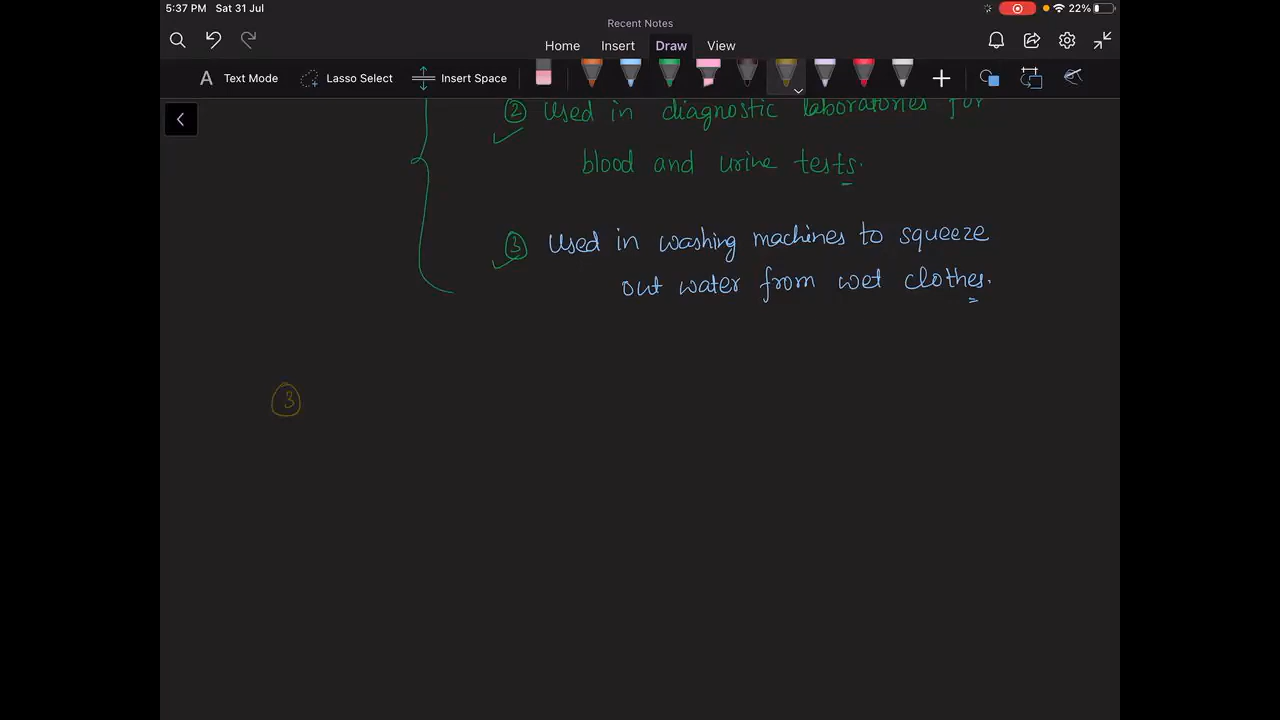 5:37 PM Sat 31 Jul
22%
Recent Notes
Home Insert Draw View
A Text Mode Lasso Select Insert Space
② Used in diagnostic laboratories for
blood and urine tests.
③ Used in washing machines to squeeze
out water from wet clothes.
③